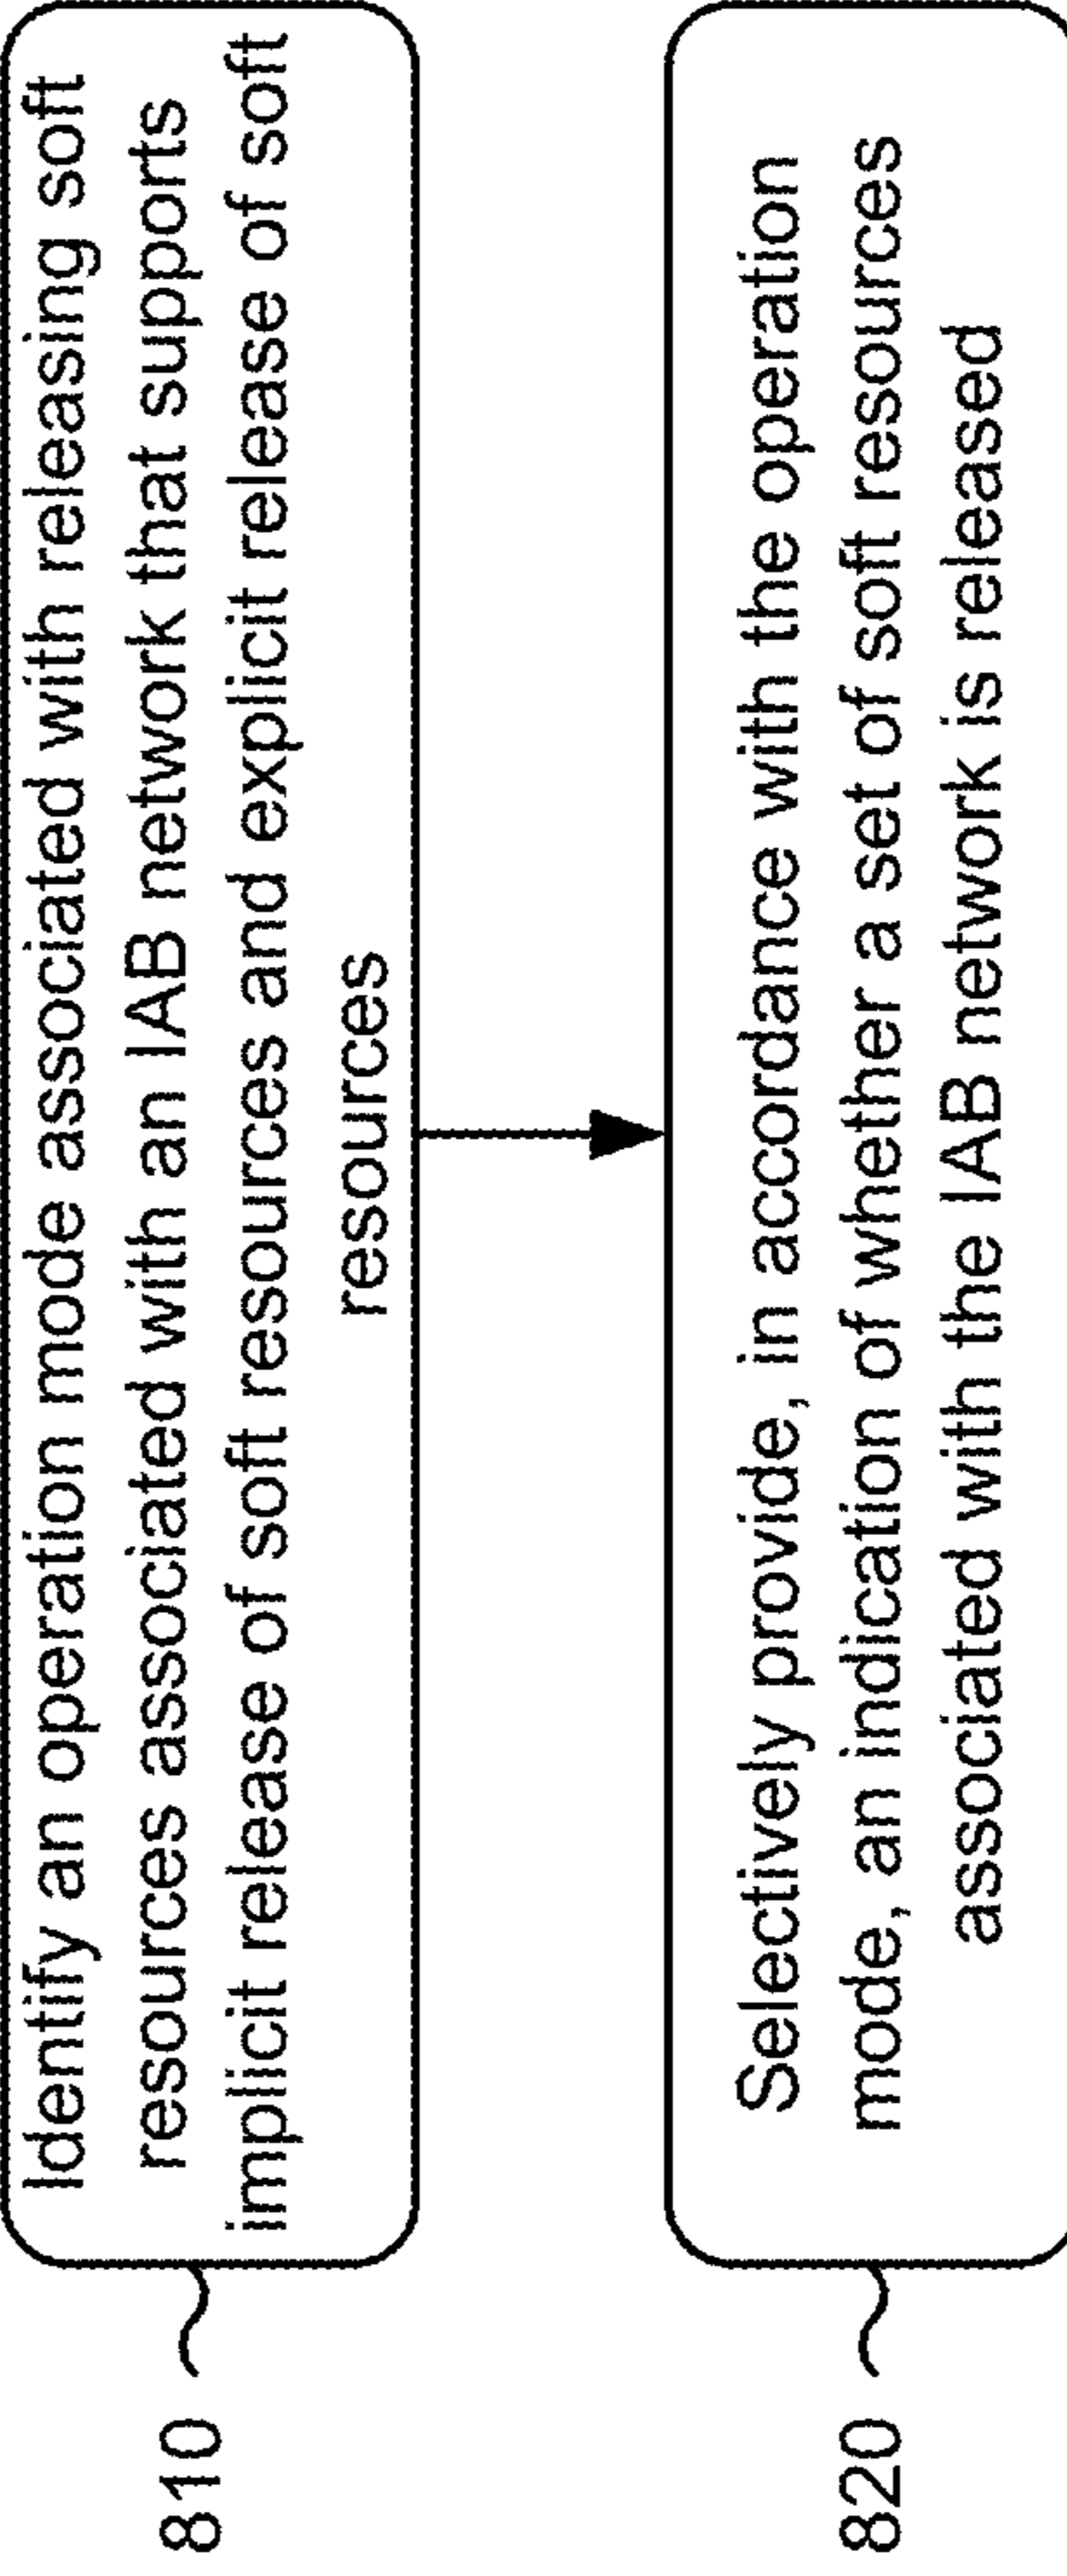 810
Identify an operation mode associated with releasing soft
resources associated with an IAB network that supports
implicit release of soft resources and explicit release of soft
resources
820
Selectively provide, in accordance with the operation
mode, an indication of whether a set of soft resources
associated with the IAB network is released